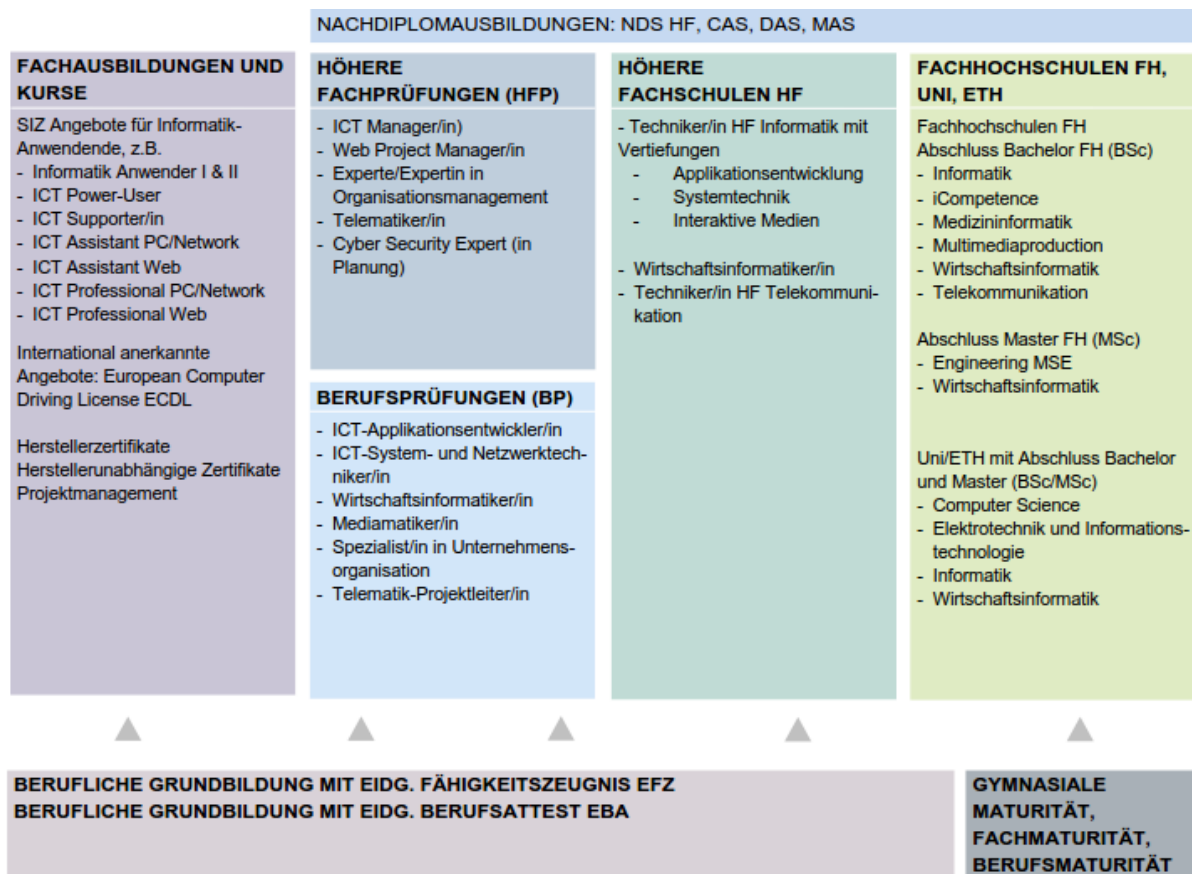 NACHDIPLOMAUSBILDUNGEN: NDS HF, CAS, DAS, MAS
FACHAUSBILDUNGEN UND
KURSE
SIZ Angebote für Informatik-
Anwendende, z.B.
- Informatik Anwender I & II
- ICT Power-User
- ICT Supporter/in
- ICT Assistant PC/Network
- ICT Assistant Web
- ICT Professional PC/Network
- ICT Professional Web
International anerkannte
Angebote: European Computer
Driving License ECDL
Herstellerzertifikate
Herstellerunabhängige Zertifikate
Projektmanagement
HÖHERE
FACHPRÜFUNGEN (HFP)
- ICT Manager/in)
- Web Project Manager/in
- Experte/Expertin in
Organisationsmanagement
- Telematiker/in
- Cyber Security Expert (in
Planung)
BERUFSPRÜFUNGEN (BP)
- ICT-Applikationsentwickler/in
- ICT-System- und Netzwerktech-
niker/in
- Wirtschaftsinformatiker/in
- Mediamatiker/in
- Spezialist/in in Unternehmens-
organisation
- Telematik-Projektleiter/in
HÖHERE
FACHSCHULEN HF
- Techniker/in HF Informatik mit
Vertiefungen
- Applikationsentwicklung
- Systemtechnik
- Interaktive Medien
- Wirtschaftsinformatiker/in
- Techniker/in HF Telekommuni-
kation
FACHHOCHSCHULEN FH,
UNI, ETH
Fachhochschulen FH
Abschluss Bachelor FH (BSc)
- Informatik
- iCompetence
- Medizininformatik
- Multimediaproduction
- Wirtschaftsinformatik
- Telekommunikation
Abschluss Master FH (MSc)
- Engineering MSE
- Wirtschaftsinformatik
Uni/ETH mit Abschluss Bachelor
und Master (BSc/MSc)
- Computer Science
- Elektrotechnik und Informations-
technologie
- Informatik
- Wirtschaftsinformatik
BERUFLICHE GRUNDBILDUNG MIT EIDG. FÄHIGKEITSZEUGNIS EFZ
BERUFLICHE GRUNDBILDUNG MIT EIDG. BERUFSATTEST EBA
GYMNASIALE
MATURITÄT,
FACHMATURITÄT,
BERUFSMATURITÄT